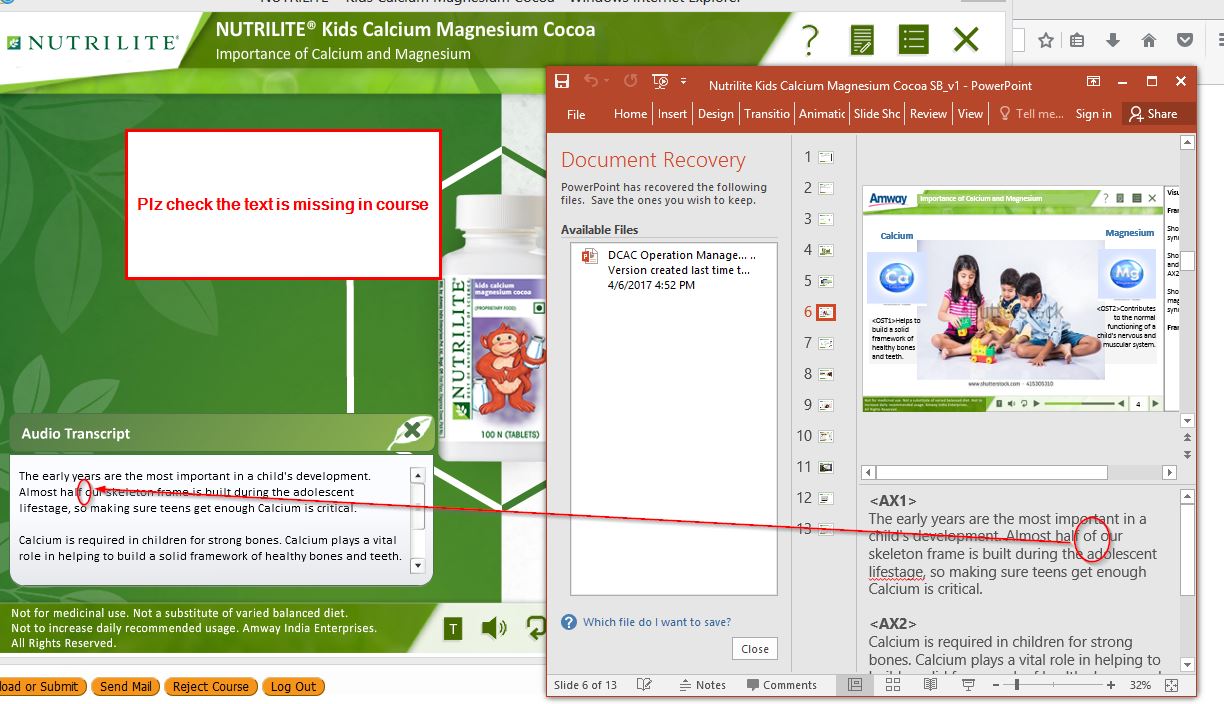 NUTRILITE® Kids Calcium Magnesium Cocoa - Windows Internet Explorer
NUTRILITE®
NUTRILITE® Kids Calcium Magnesium Cocoa
Importance of Calcium and Magnesium
Plz check the text is missing in course
NUTRILITE
kids calcium
magnesium cocoa
(PROPRIETARY FOOD)
100 N (TABLETS)
Audio Transcript
The early years are the most important in a child's development.
Almost half our skeleton frame is built during the adolescent
lifestage, so making sure teens get enough Calcium is critical.
Calcium is required in children for strong bones. Calcium plays a vital
role in helping to build a solid framework of healthy bones and teeth.
Not for medicinal use. Not a substitute of varied balanced diet.
Not to increase daily recommended usage. Amway India Enterprises.
All Rights Reserved.
T
oad or Submit
Send Mail
Reject Course
Log Out
Nutrilite Kids Calcium Magnesium Cocoa SB_v1 - PowerPoint
File Home Insert Design Transitio Animatic Slide Shc Review View Tell me... Sign in Share
Document Recovery
PowerPoint has recovered the following
files. Save the ones you wish to keep.
Available Files
DCAC Operation Manage... ..
Version created last time t...
4/6/2017 4:52 PM
Which file do I want to save?
Close
1
2
3
4
5
6
7
8
9
10
11
12
13
Amway Importance of Calcium and Magnesium
Calcium
Magnesium
Ca
Mg
<OST1>Helps to
build a solid
framework of
healthy bones
and teeth.
<OST2>Contributes
to the normal
functioning of a
child's nervous and
muscular system.
www.shutterstock.com · 415305310
Not for medicinal use. Not a substitute of varied balanced diet. Not to
increase daily recommended usage. Amway India Enterprises.
All Rights Reserved.
4
Visu
Fran
Sho
syn
Sho
and
AX2
Sho
mag
syn
Fran
<AX1>
The early years are the most important in a
child's development. Almost half of our
skeleton frame is built during the adolescent
lifestage, so making sure teens get enough
Calcium is critical.
<AX2>
Calcium is required in children for strong
bones. Calcium plays a vital role in helping to
Slide 6 of 13
Notes
Comments
32%